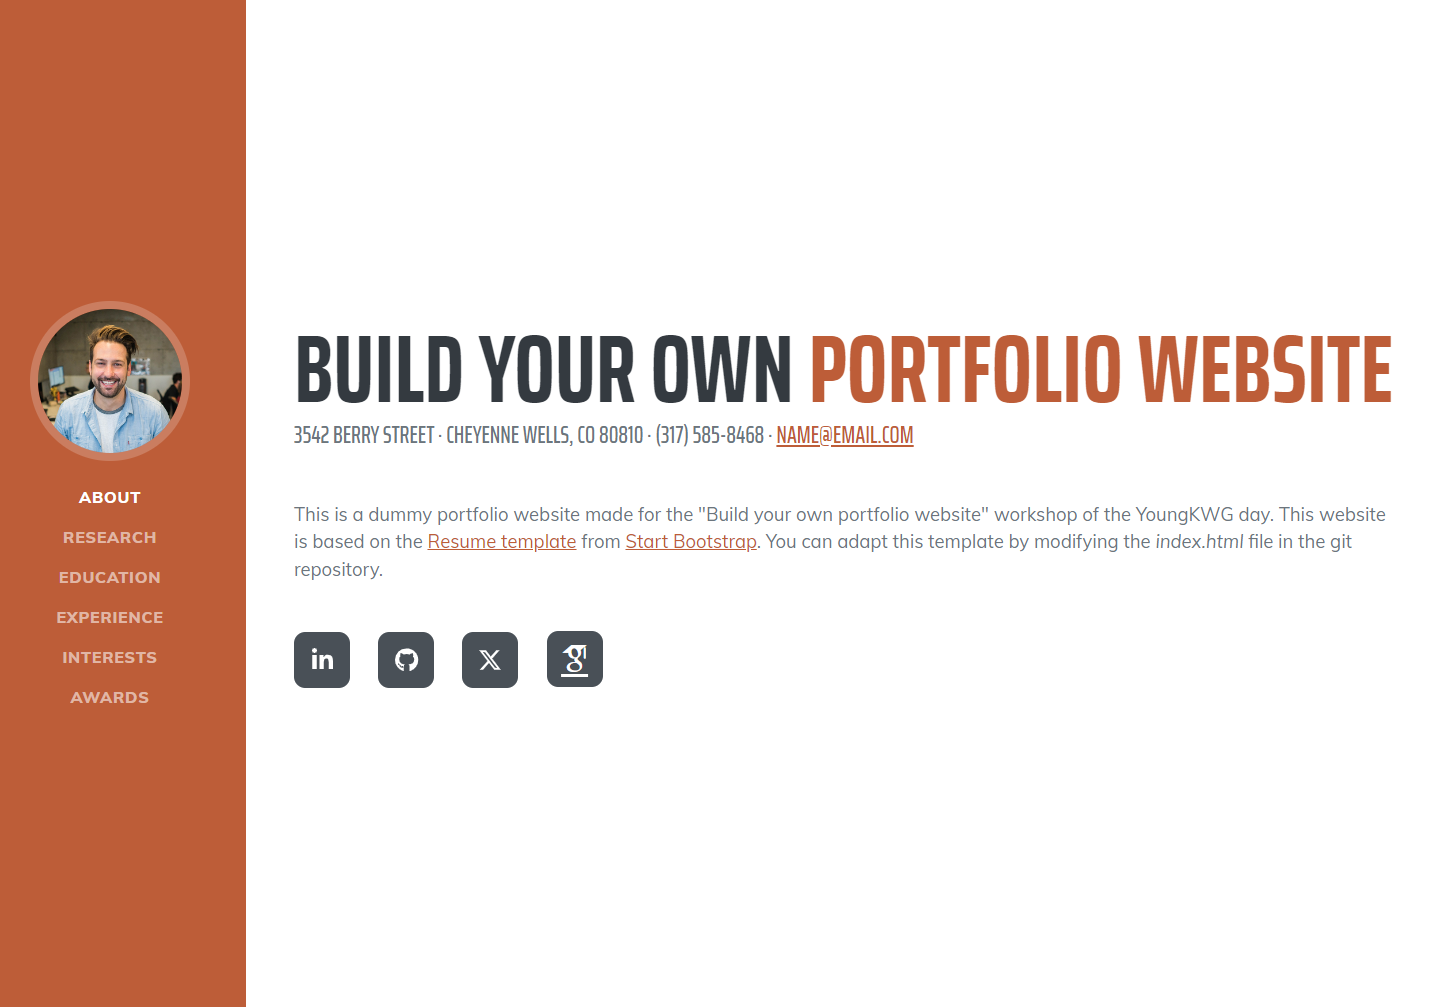 ABOUT
RESEARCH
EDUCATION
EXPERIENCE
INTERESTS
AWARDS
BUILD YOUR OWN PORTFOLIO WEBSITE
3542 BERRY STREET · CHEYENNE WELLS, CO 80810 · (317) 585-8468 · NAME@EMAIL.COM
This is a dummy portfolio website made for the "Build your own portfolio website" workshop of the YoungKWG day. This website
is based on the Resume template from Start Bootstrap. You can adapt this template by modifying the index.html file in the git
repository.
in
X
g